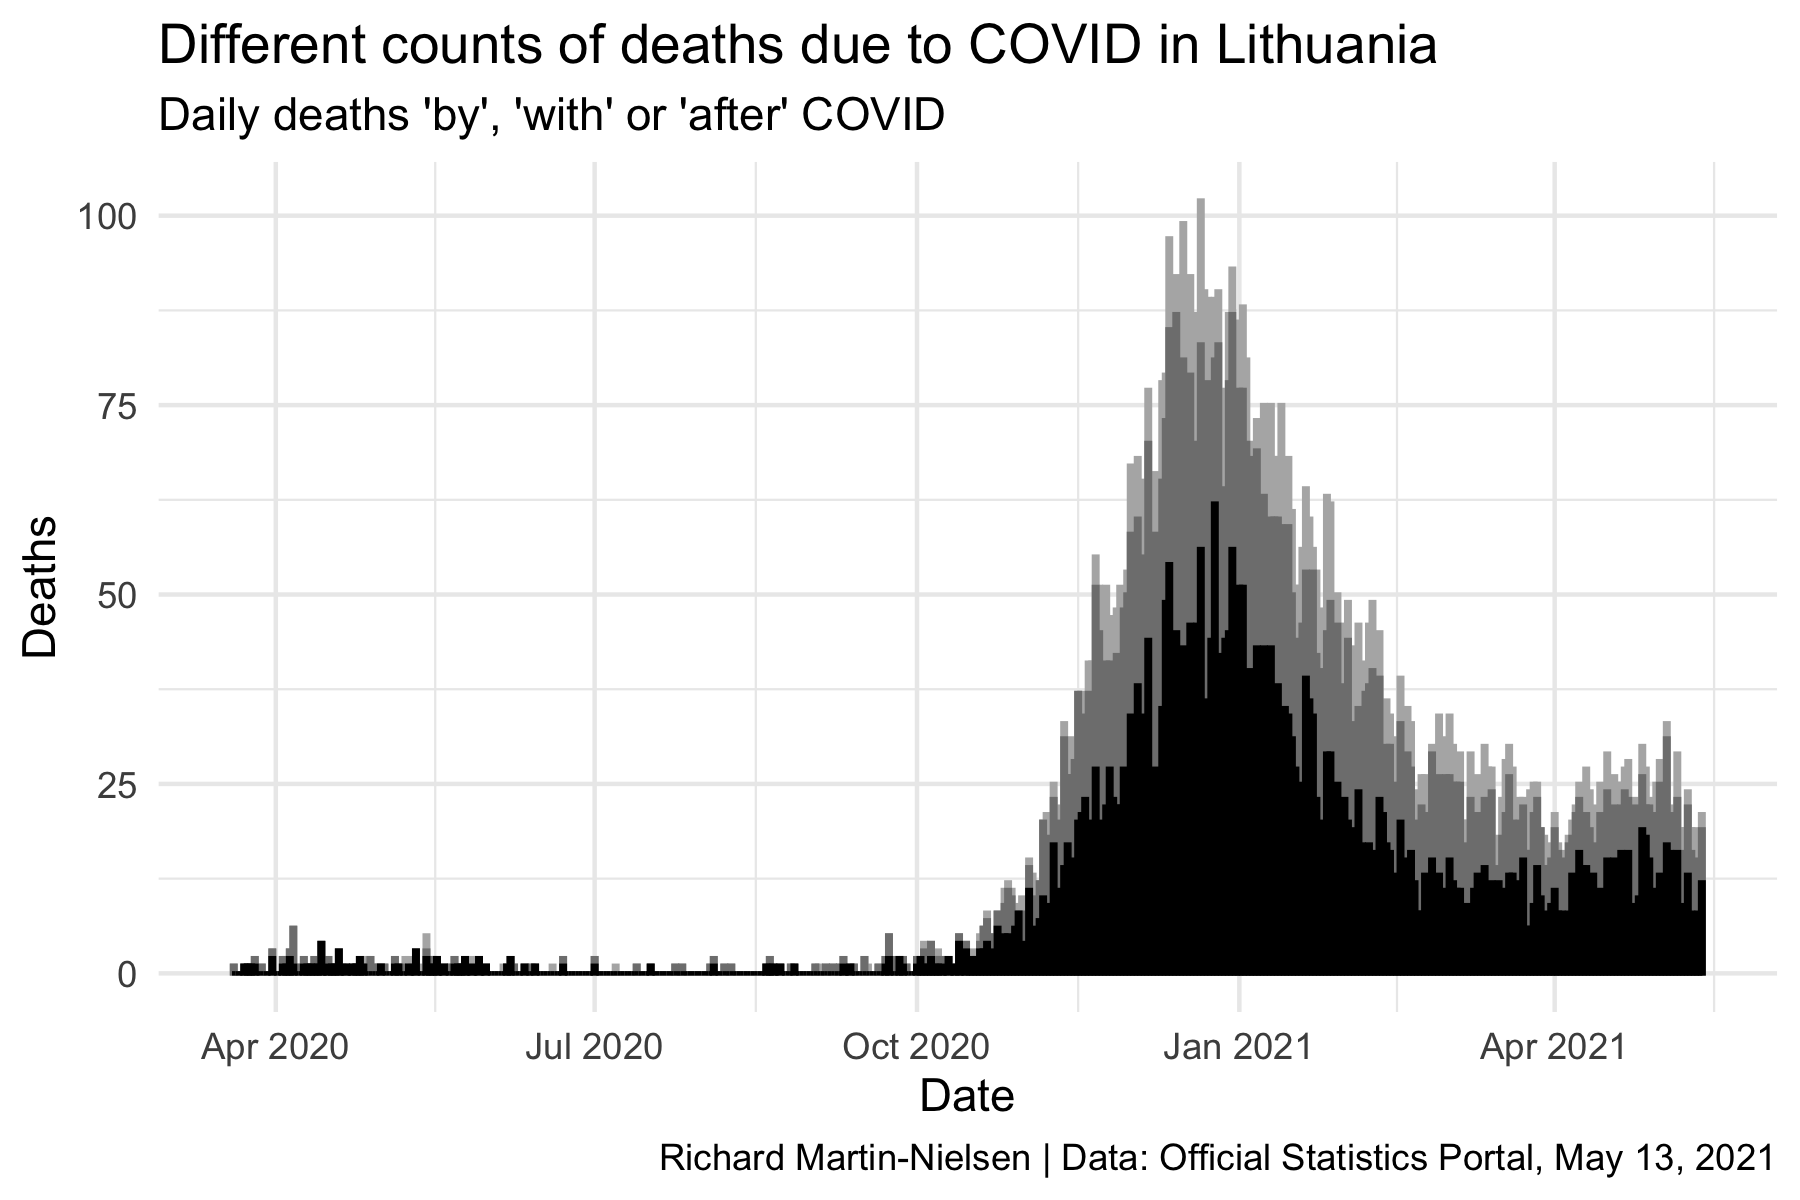 Different counts of deaths due to COVID in Lithuania
Daily deaths 'by', 'with' or 'after' COVID
100
75
50
25
0
Deaths
Apr 2020
Jul 2020
Oct 2020
Jan 2021
Apr 2021
Date
Richard Martin-Nielsen | Data: Official Statistics Portal, May 13, 2021